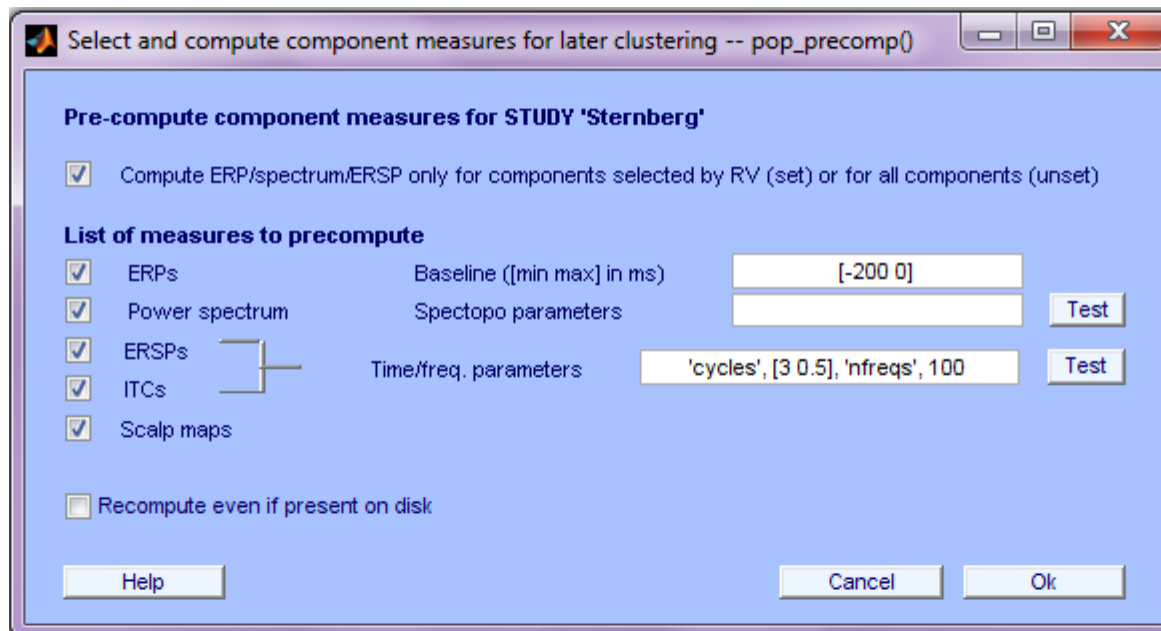 Select and compute component measures for later clustering -- pop_precomp()
Pre-compute component measures for STUDY 'Sternberg'
Compute ERP/spectrum/ERSP only for components selected by RV (set) or for all components (unset)
List of measures to precompute
ERPs Baseline ([min max] in ms) [-200 0]
Power spectrum Spectopo parameters Test
ERSPs
Time/freq. parameters 'cycles', [3 0.5], 'nfreqs', 100 Test
ITCs
Scalp maps
Recompute even if present on disk
Help Cancel Ok